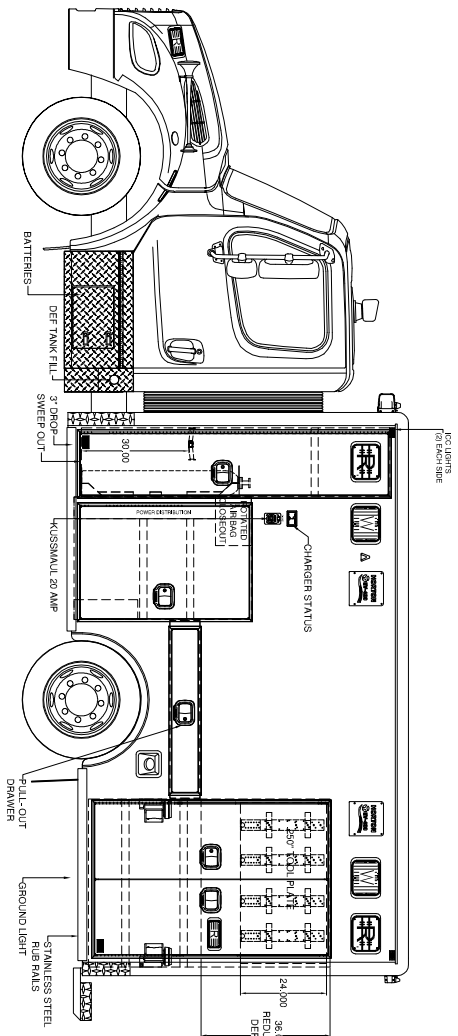 ICC LIGHTS
(2) EACH SIDE
R
W
NORTON
NORTON
W
R
CHARGER STATUS
AIR BAG
POWER DISTRIBUTION
30.00
.250" TOOL PLATE
24.000
BATTERIES
DEF TANK FILL
3" DROP
SWEEP OUT
KUSSMAUL 20 AMP
PULL- OUT
DRAWER
GROUND LIGHT
STAINLESS STEEL
RUB RAILS